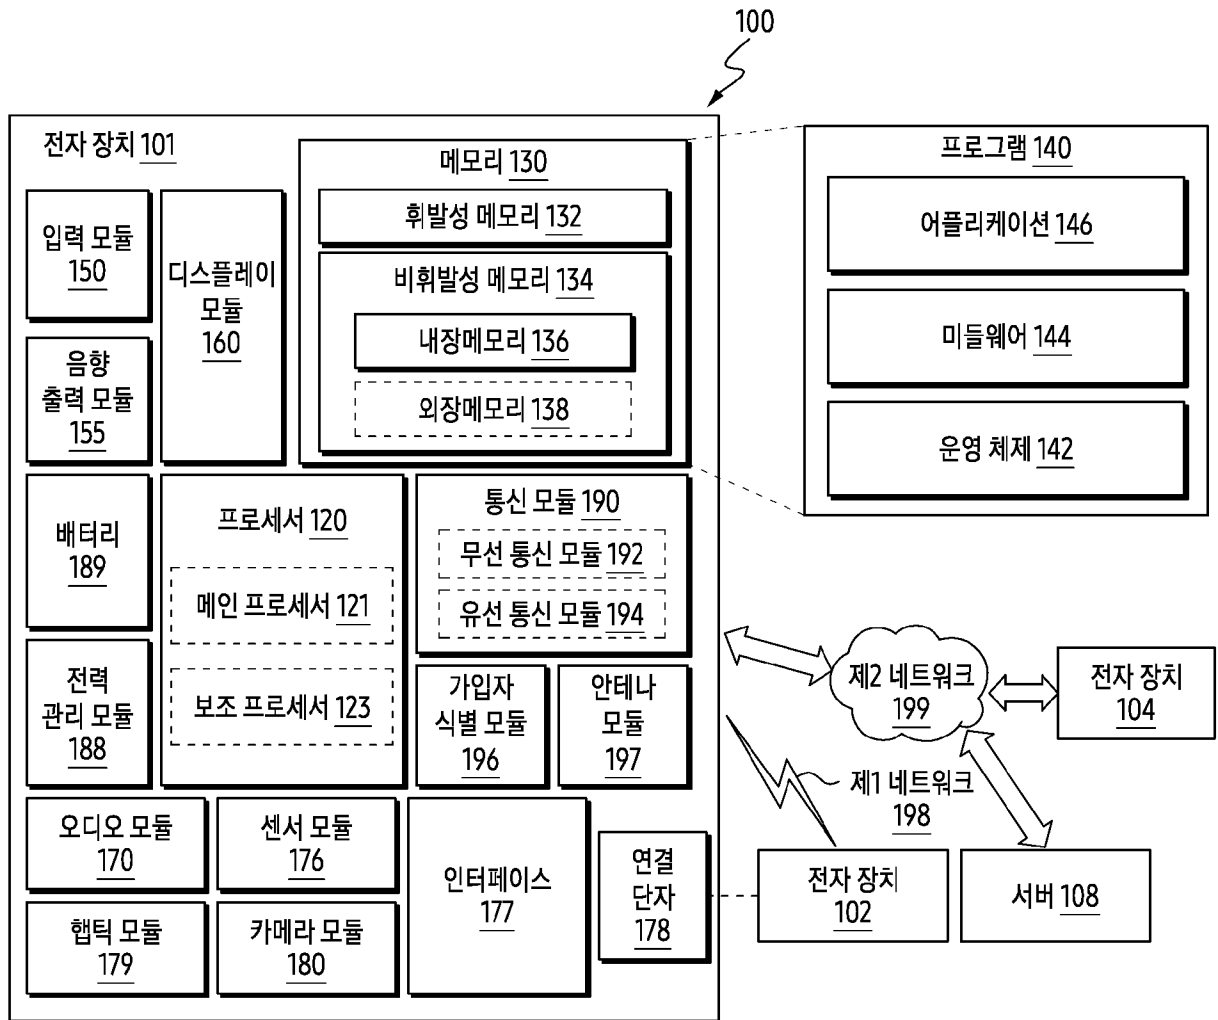 100
전자 장치 101
입력 모듈
150
디스플레이
모듈
160
음향
출력 모듈
155
메모리 130
휘발성 메모리 132
비휘발성 메모리 134
내장메모리 136
외장메모리 138
프로그램 140
어플리케이션 146
미들웨어 144
운영 체제 142
배터리
189
프로세서 120
메인 프로세서 121
보조 프로세서 123
통신 모듈 190
무선 통신 모듈 192
유선 통신 모듈 194
전력
관리 모듈
188
가입자
식별 모듈
196
안테나
모듈
197
제2 네트워크
199
전자 장치
104
제1 네트워크
198
오디오 모듈
170
센서 모듈
176
인터페이스
177
연결
단자
178
전자 장치
102
서버 108
햅틱 모듈
179
카메라 모듈
180